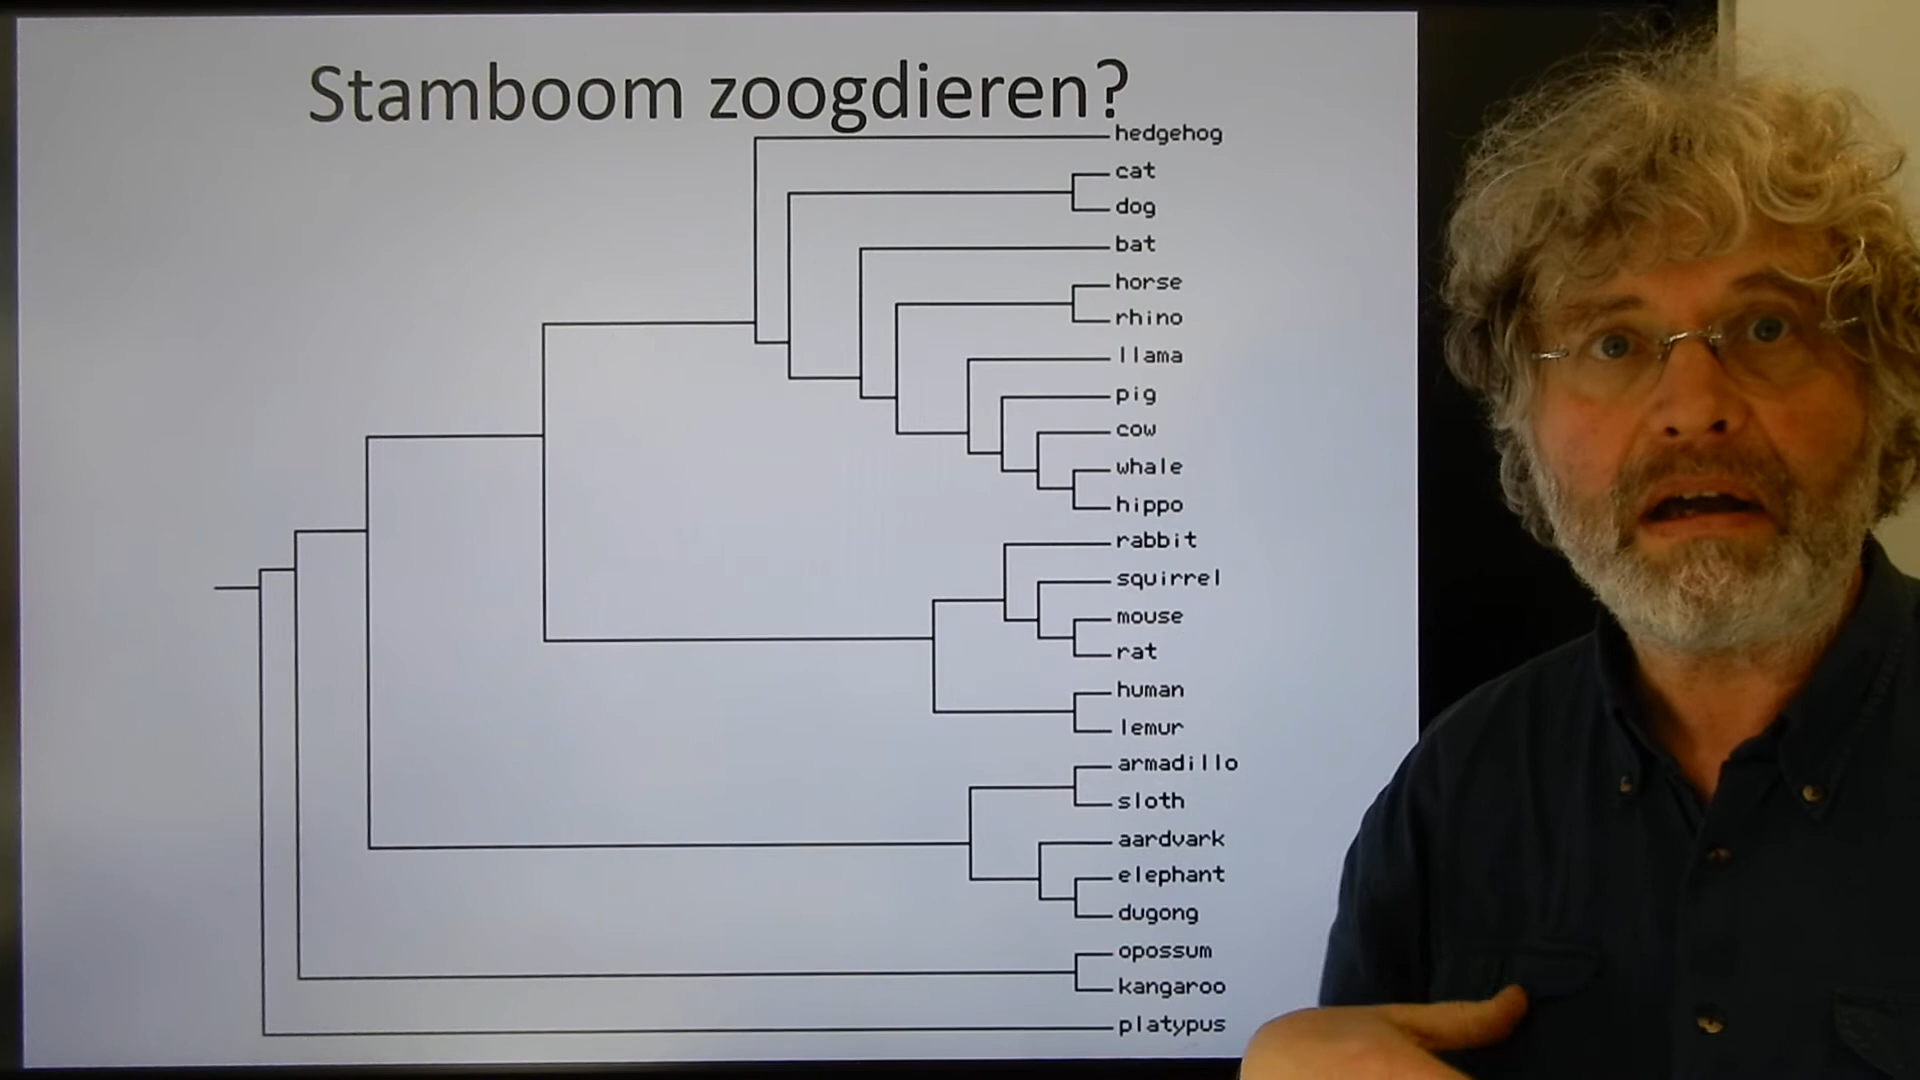 Stamboom zoogdieren?
hedgehog
cat
dog
bat
horse
rhino
llama
pig
cow
whale
hippo
rabbit
squirrel
mouse
rat
human
lemur
armadillo
sloth
aardvark
elephant
dugong
opossum
kangaroo
platypus